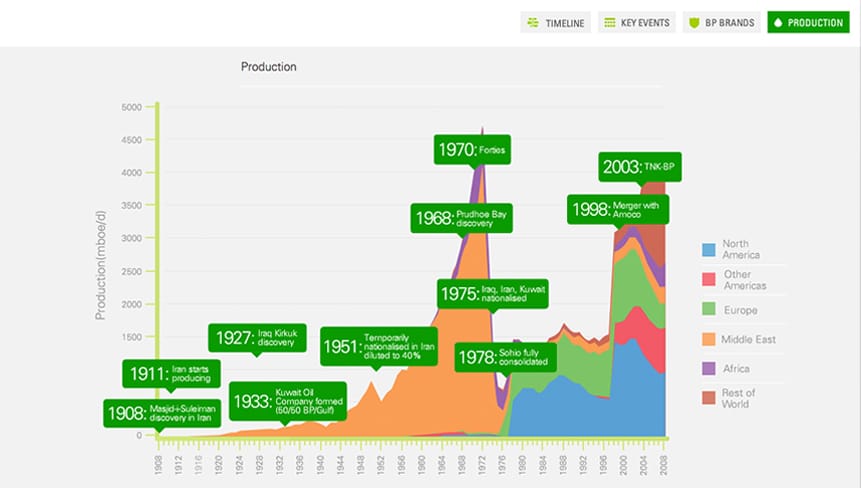 TIMELINE
KEY EVENTS
BP BRANDS
PRODUCTION
Production
5000
4500
4000
3500
3000
2500
2000
1500
0
Production(mboe/d)
1970: Forties
2003: TNK-BP
1998: Merger with
Amoco
1968: Prudhoe Bay
discovery
1975: Iraq, Iran, Kuwait
nationalised
1927: Iraq Kirkuk
discovery
1951: Temporarily
nationalised in Iran
diluted to 40%
1978: Sohio fully
consolidated
1911: Iran starts
producing
1933: Kuwait Oil
Company formed
(50/50 BP/Gulf)
1908: Masjid-i-Suleiman
discovery in Iran
North
America
Other
Americas
Europe
Middle East
Africa
Rest of
World
1908
1912
1916
1920
1924
1928
1932
1936
1940
1944
1948
1952
1956
1960
1964
1968
1972
1976
1980
1984
1988
1992
1996
2000
2004
2008